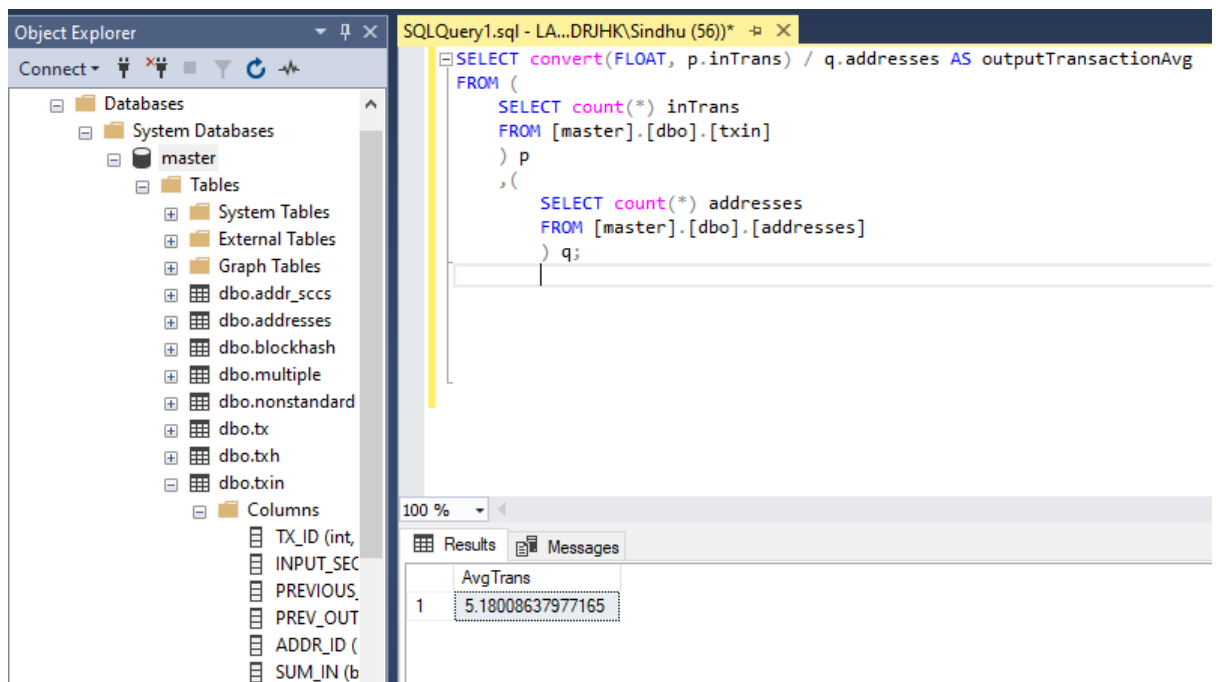 Object Explorer
Connect
Databases
System Databases
master
Tables
System Tables
External Tables
Graph Tables
dbo.addr_sccs
dbo.addresses
dbo.blockhash
dbo.multiple
dbo.nonstandard
dbo.tx
dbo.txh
dbo.txin
Columns
TX_ID (int,
INPUT_SEC
PREVIOUS_
PREV_OUT
ADDR_ID (
SUM_IN (b
SQLQuery1.sql - LA...DRJHK\Sindhu (56))*
SELECT convert(FLOAT, p.inTrans) / q.addresses AS outputTransactionAvg
FROM (
SELECT count(*) inTrans
FROM [master].[dbo].[txin]
) p
,(
SELECT count(*) addresses
FROM [master].[dbo].[addresses]
) q;
100 %
Results Messages
AvgTrans
1 5.18008637977165